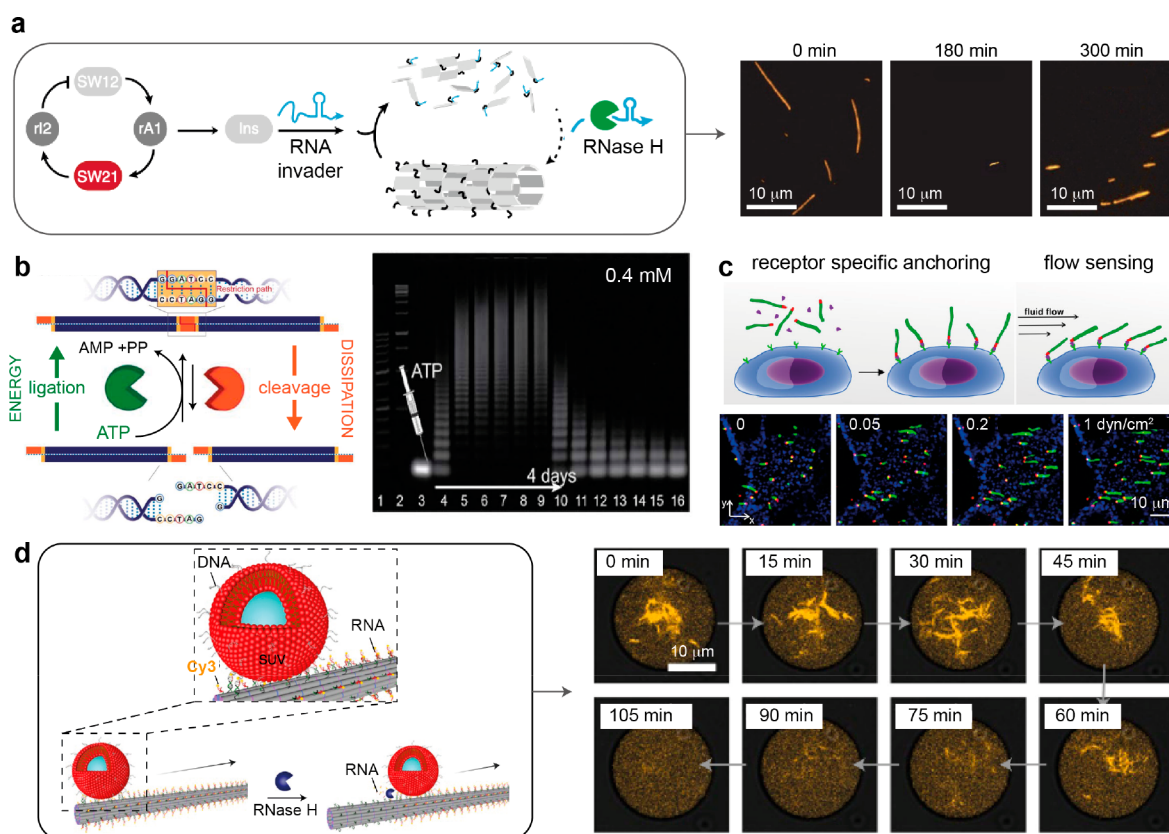 a
SW12
rI2
rA1
SW21
Ins
RNA
invader
RNase H
0 min
180 min
300 min
10 μm
10 μm
10 μm
b
G G A T C C
C C T A G G
Restriction path
ENERGY
ligation
AMP +PP
ATP
cleavage
DISSIPATION
G A T C C
G
G
C C T A G
0.4 mM
ATP
4 days
1 2 3 4 5 6 7 8 9 10 11 12 13 14 15 16
c
receptor specific anchoring
flow sensing
fluid flow
0
0.05
0.2
1 dyn/cm²
y
x
10 μm
d
DNA
RNA
SUV
Cy3
RNA
RNase H
0 min
15 min
30 min
45 min
10 μm
105 min
90 min
75 min
60 min